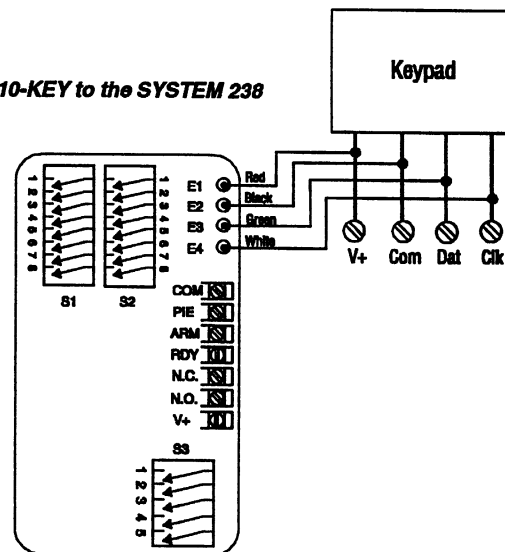 10-KEY to the SYSTEM 238
Keypad
V+ Com Dat Clk
E1 Red
E2 Black
E3 Green
E4 White
1 2 3 4 5 6 7 8
1 2 3 4 5 6 7 8
S1 S2
COM
PIE
ARM
RDY
N.C.
N.O.
V+
S3
1 2 3 4 5